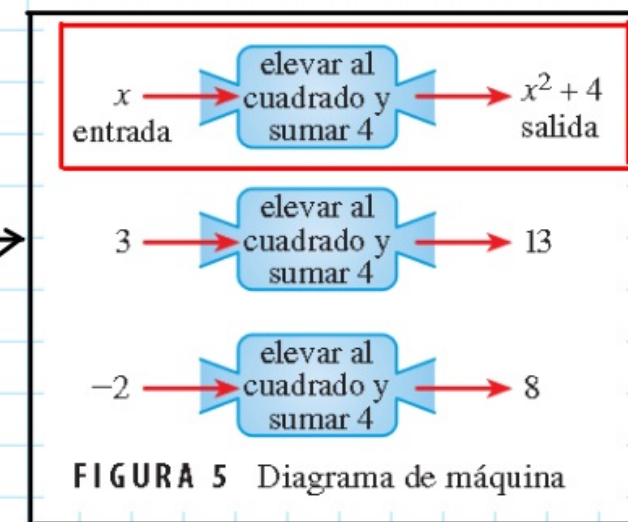 elevar al
x cuadrado y x² + 4
entrada sumar 4 salida
elevar al
3 cuadrado y 13
sumar 4
elevar al
−2 cuadrado y 8
sumar 4
FIGURA 5 Diagrama de máquina